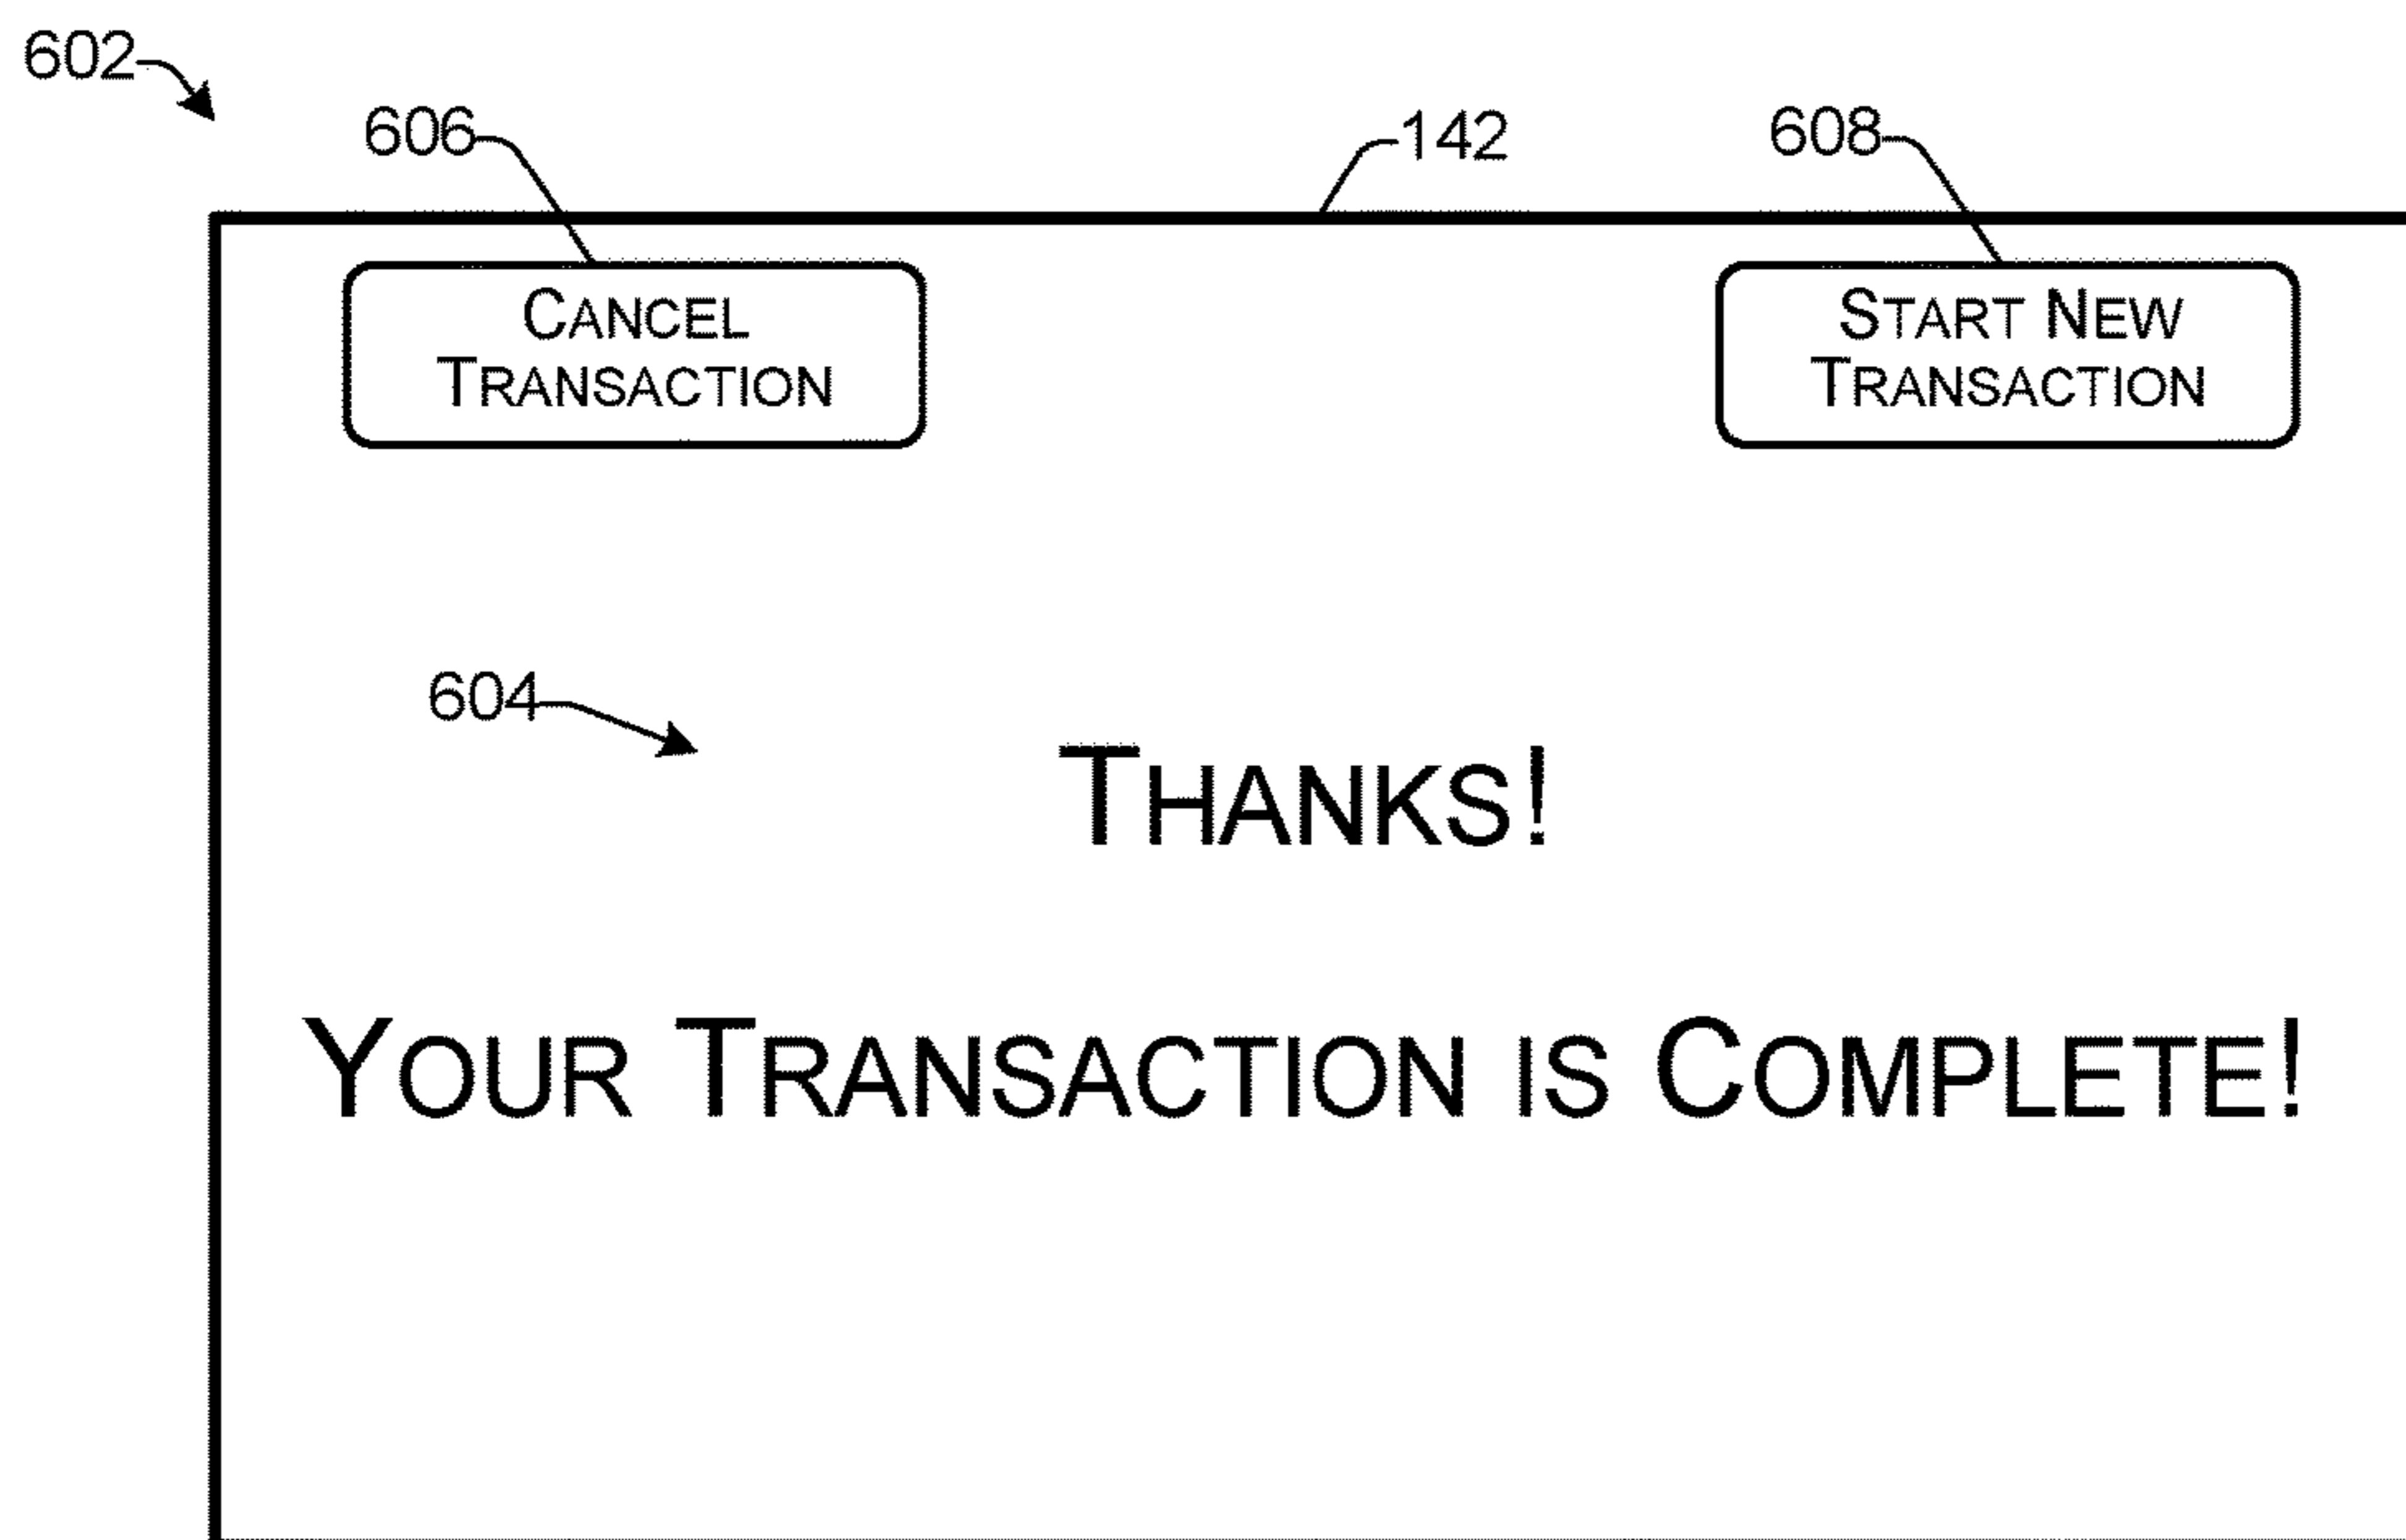 602
606 142 608
CANCEL START NEW
TRANSACTION TRANSACTION
604
THANKS!
YOUR TRANSACTION IS COMPLETE!